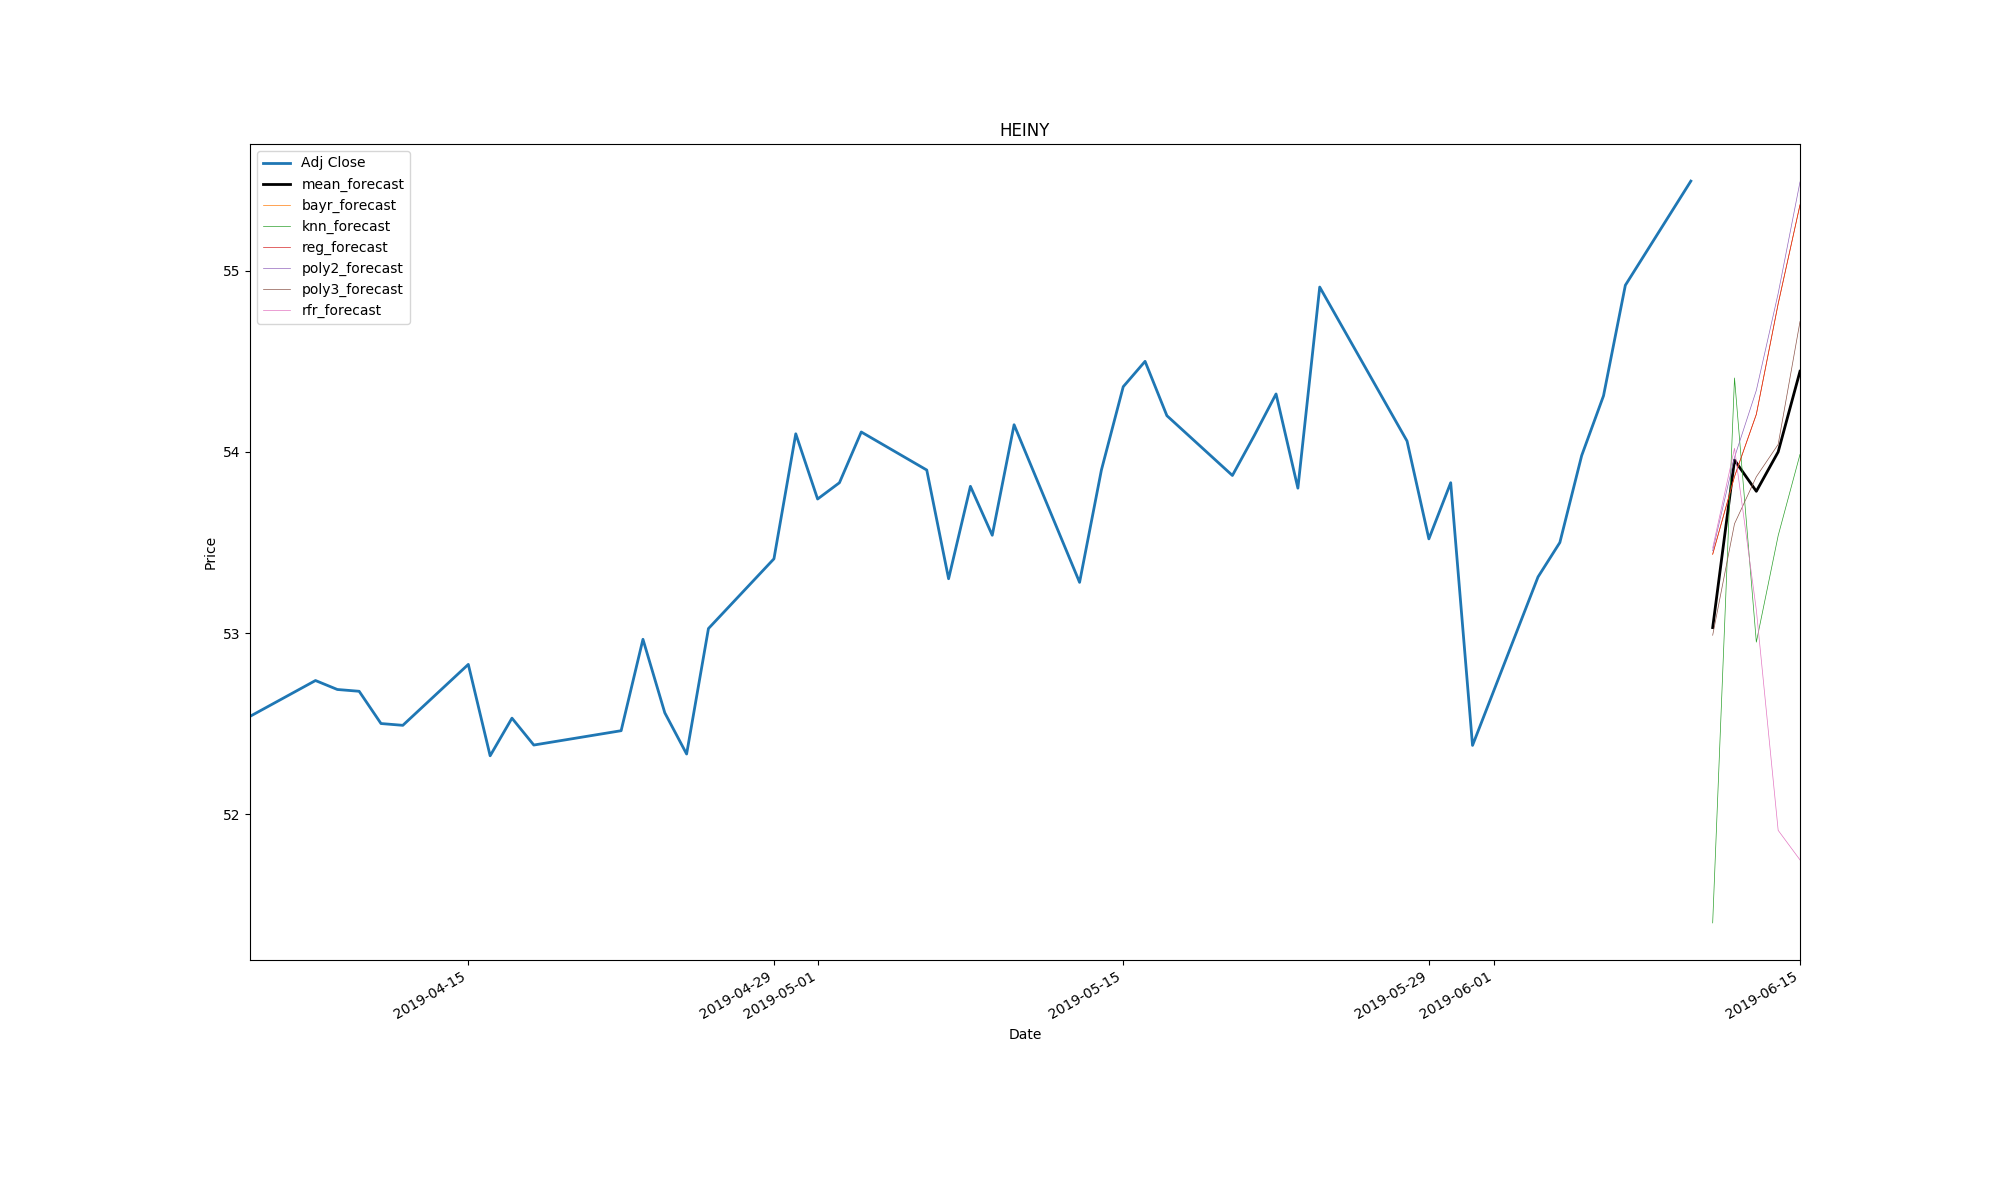 HEINY
Adj Close
mean_forecast
bayr_forecast
knn_forecast
reg_forecast
poly2_forecast
poly3_forecast
rfr_forecast
55
54
53
52
Price
2019-04-15
2019-04-29
2019-05-01
2019-05-15
2019-05-29
2019-06-01
2019-06-15
Date